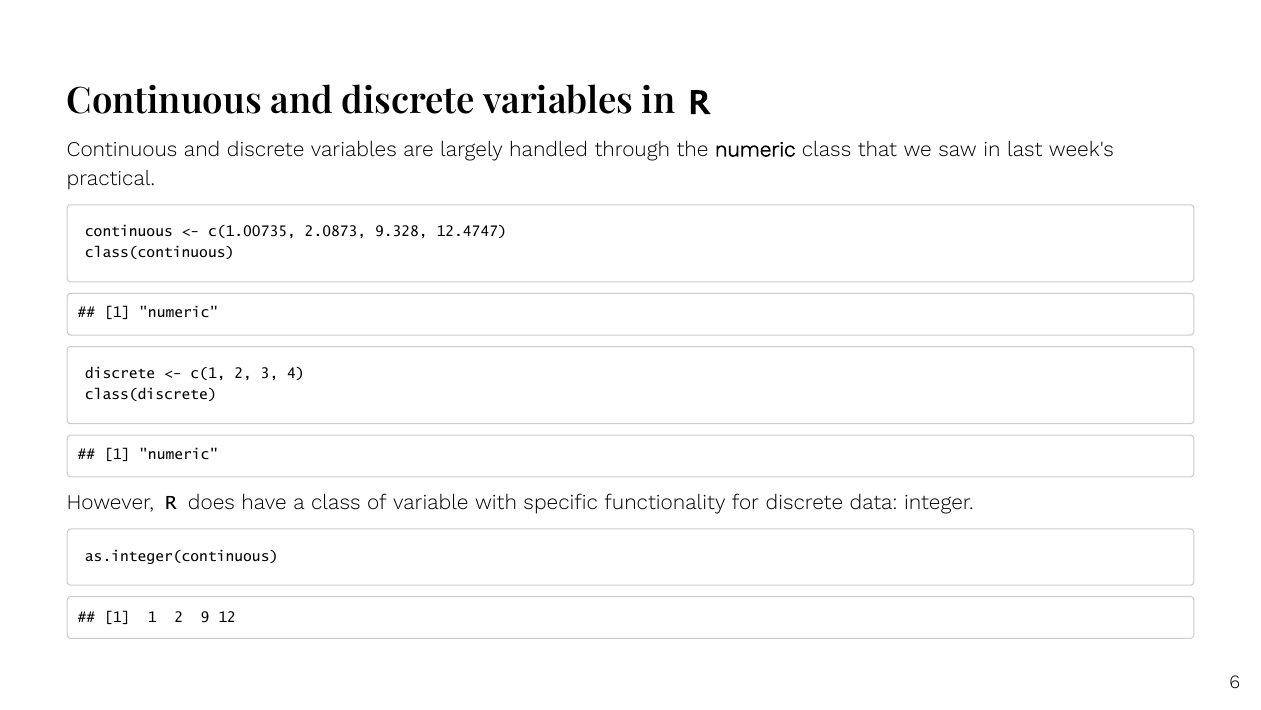 Continuous and discrete variables in R
Continuous and discrete variables are largely handled through the numeric class that we saw in last week's
practical.
continuous <- c(1.00735, 2.0873, 9.328, 12.4747)
class(continuous)
## [1] "numeric"
discrete <- c(1, 2, 3, 4)
class(discrete)
## [1] "numeric"
However, R does have a class of variable with specific functionality for discrete data: integer.
as.integer(continuous)
## [1]  1  2  9 12
6